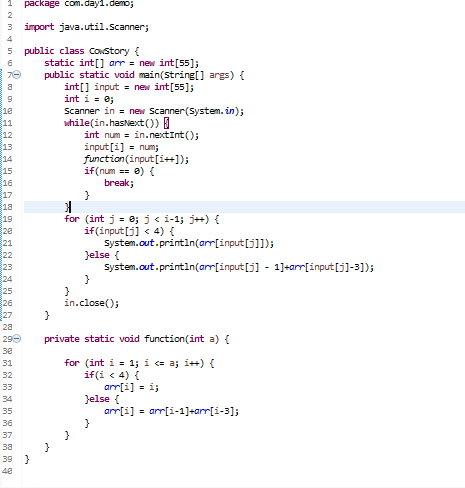 1 package com.day1.demo;
2
3 import java.util.Scanner;
4
5 public class CowStory {
6 static int[] arr = new int[55];
7 public static void main(String[] args) {
8 int[] input = new int[55];
9 int i = 0;
10 Scanner in = new Scanner(System.in);
11 while(in.hasNext()) {
12 int num = in.nextInt();
13 input[i] = num;
14 function(input[i++]);
15 if(num == 0) {
16 break;
17 }
18 }
19 for (int j = 0; j < i-1; j++) {
20 if(input[j] < 4) {
21 System.out.println(arr[input[j]]);
22 }else {
23 System.out.println(arr[input[j] - 1]+arr[input[j]-3]);
24 }
25 }
26 in.close();
27 }
28
29 private static void function(int a) {
30
31 for (int i = 1; i <= a; i++) {
32 if(i < 4) {
33 arr[i] = i;
34 }else {
35 arr[i] = arr[i-1]+arr[i-3];
36 }
37 }
38 }
39 }
40